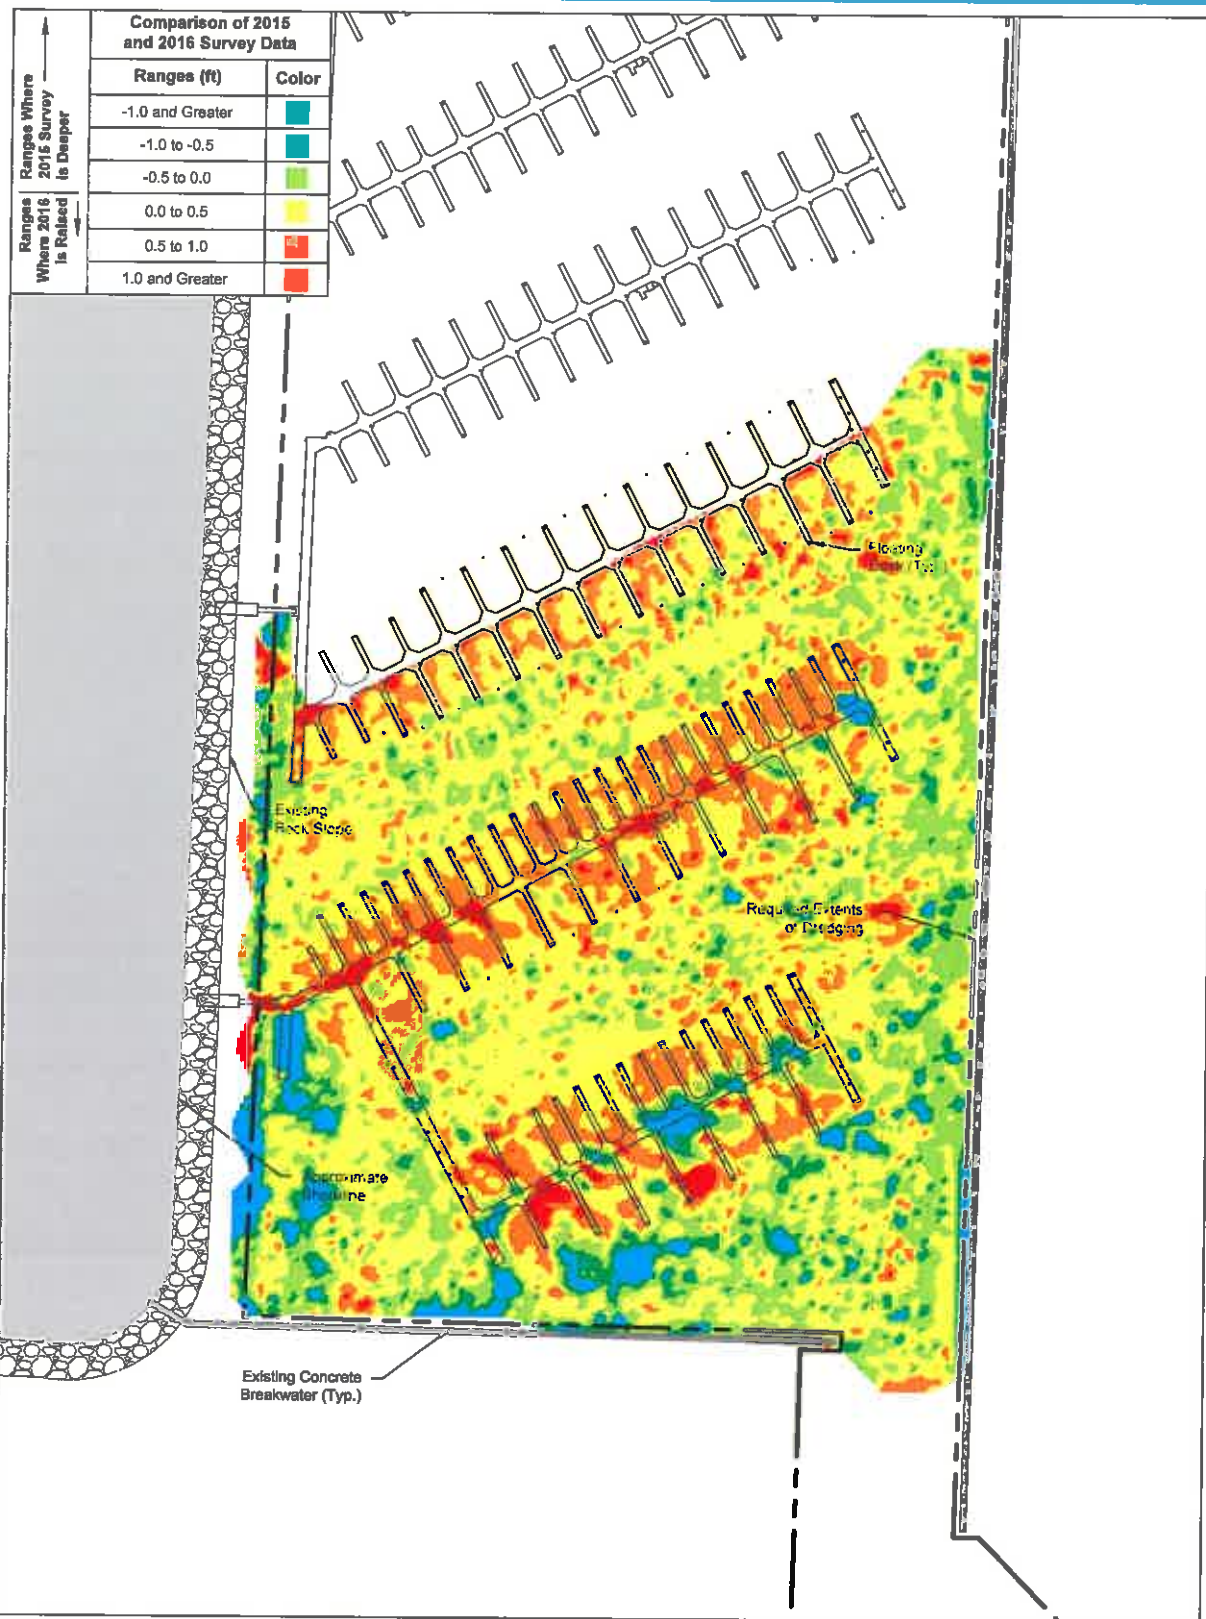 Comparison of 2015
and 2016 Survey Data
Ranges (ft)
Color
Ranges Where
2015 Survey
is Deeper
Ranges
Where 2016
is Raised
-1.0 and Greater
-1.0 to -0.5
-0.5 to 0.0
0.0 to 0.5
0.5 to 1.0
1.0 and Greater
Floating
Existing
Rock Slope
Required Extents
of Dredging
Approximate
Shoreline
Existing Concrete
Breakwater (Typ.)